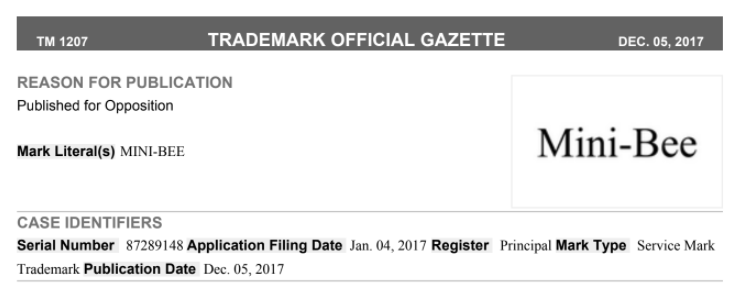 TM 1207 TRADEMARK OFFICIAL GAZETTE DEC. 05, 2017
REASON FOR PUBLICATION
Published for Opposition
Mini-Bee
Mark Literal(s) MINI-BEE
CASE IDENTIFIERS
Serial Number 87289148 Application Filing Date Jan. 04, 2017 Register Principal Mark Type Service Mark
Trademark Publication Date Dec. 05, 2017